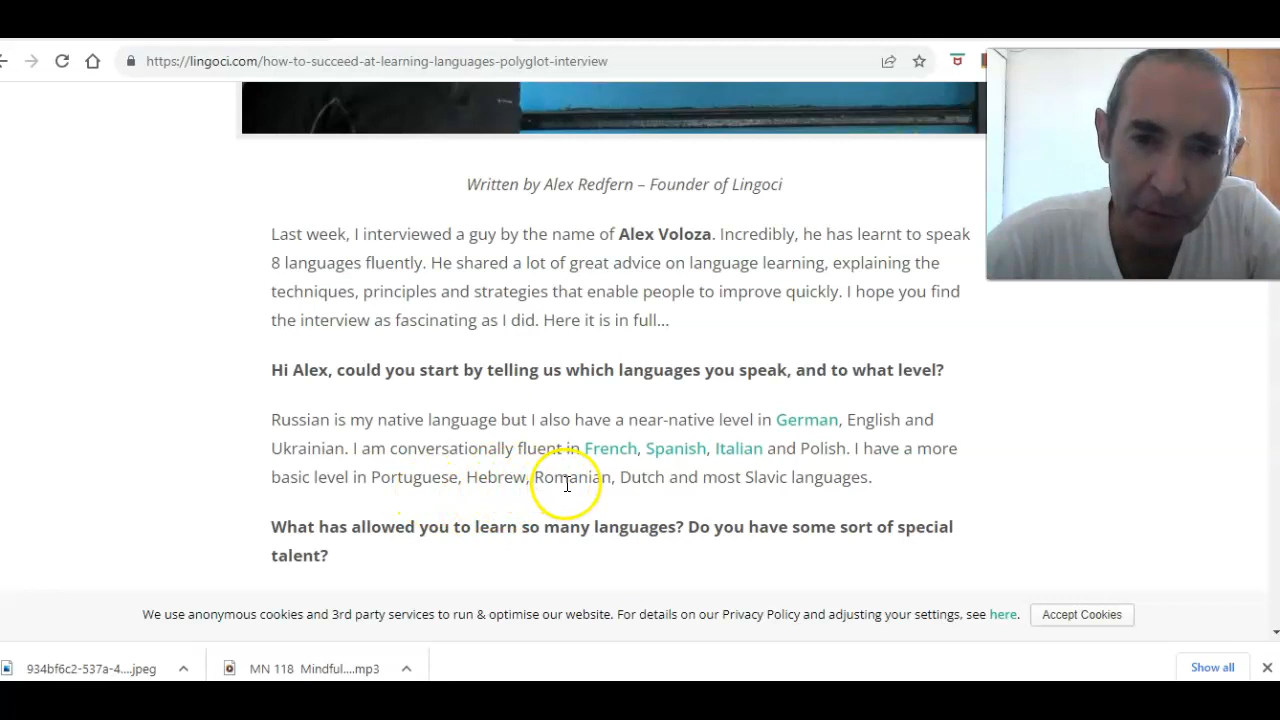 https://lingoci.com/how-to-succeed-at-learning-languages-polyglot-interview
Written by Alex Redfern – Founder of Lingoci
Last week, I interviewed a guy by the name of Alex Voloza. Incredibly, he has learnt to speak
8 languages fluently. He shared a lot of great advice on language learning, explaining the
techniques, principles and strategies that enable people to improve quickly. I hope you find
the interview as fascinating as I did. Here it is in full...
Hi Alex, could you start by telling us which languages you speak, and to what level?
Russian is my native language but I also have a near-native level in German, English and
Ukrainian. I am conversationally fluent in French, Spanish, Italian and Polish. I have a more
basic level in Portuguese, Hebrew, Romanian, Dutch and most Slavic languages.
What has allowed you to learn so many languages? Do you have some sort of special
talent?
We use anonymous cookies and 3rd party services to run & optimise our website. For details on our Privacy Policy and adjusting your settings, see here. Accept Cookies
934bf6c2-537a-4....jpeg MN 118 Mindful....mp3 Show all